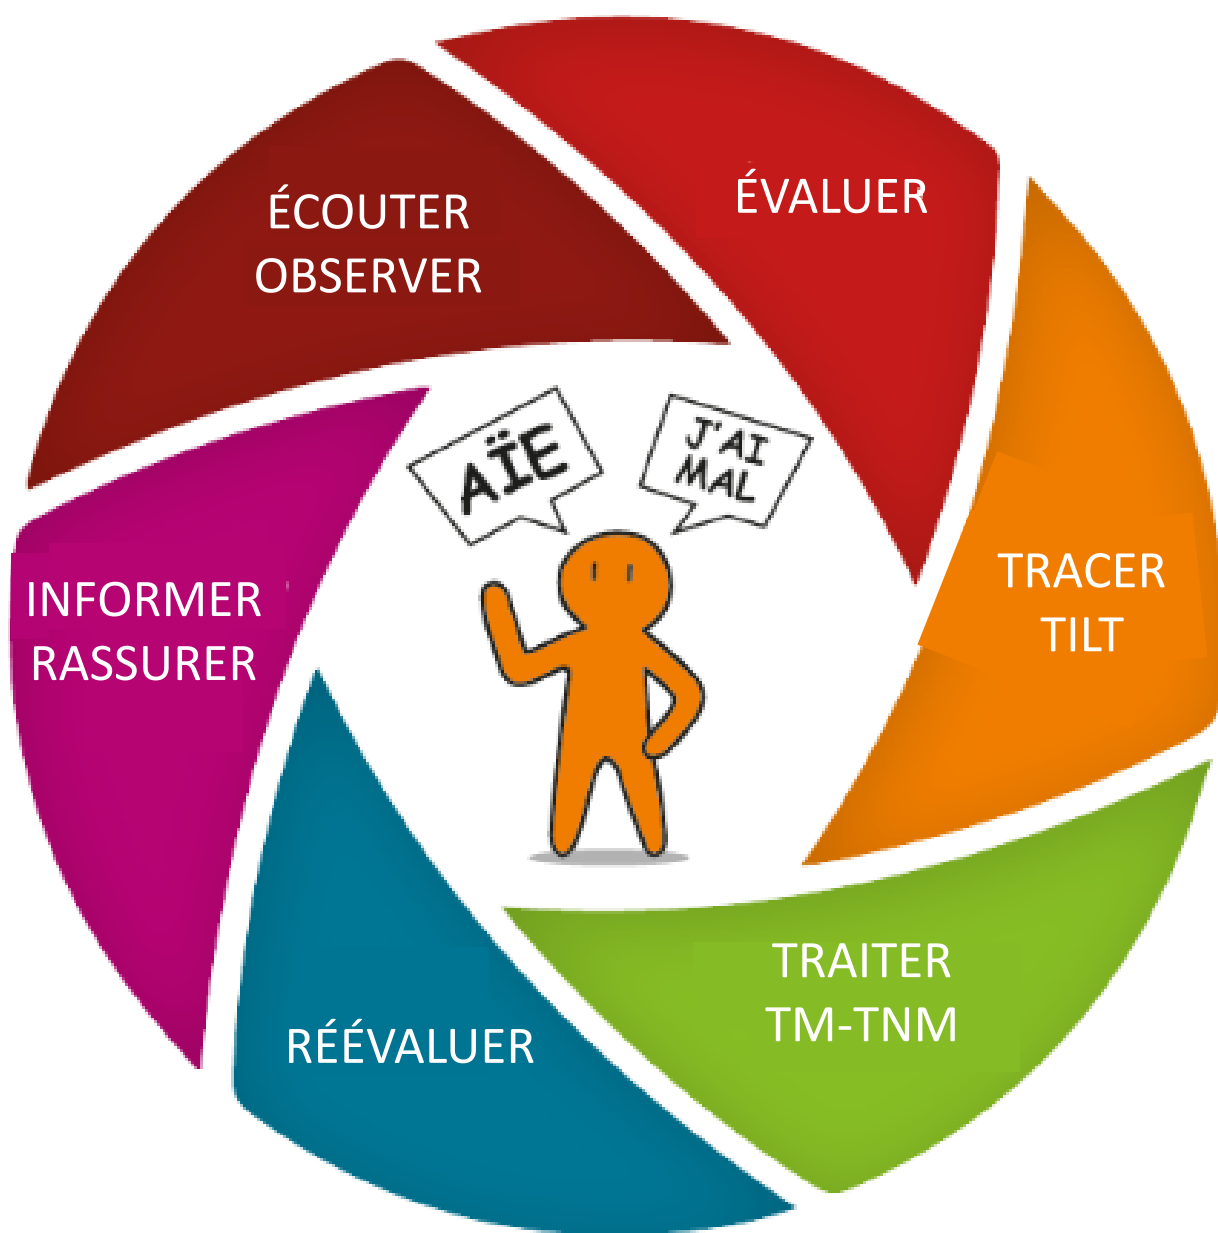 ÉCOUTER
OBSERVER
ÉVALUER
TRACER
TILT
TRAITER
TM-TNM
RÉÉVALUER
INFORMER
RASSURER
AÏE
J'AI
MAL